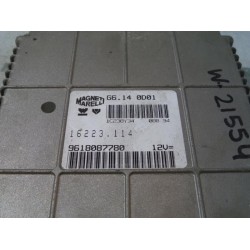 MAGNETI
MARELLI
G6.14 0D01
16223.114
9618087780 12V=
W-21554